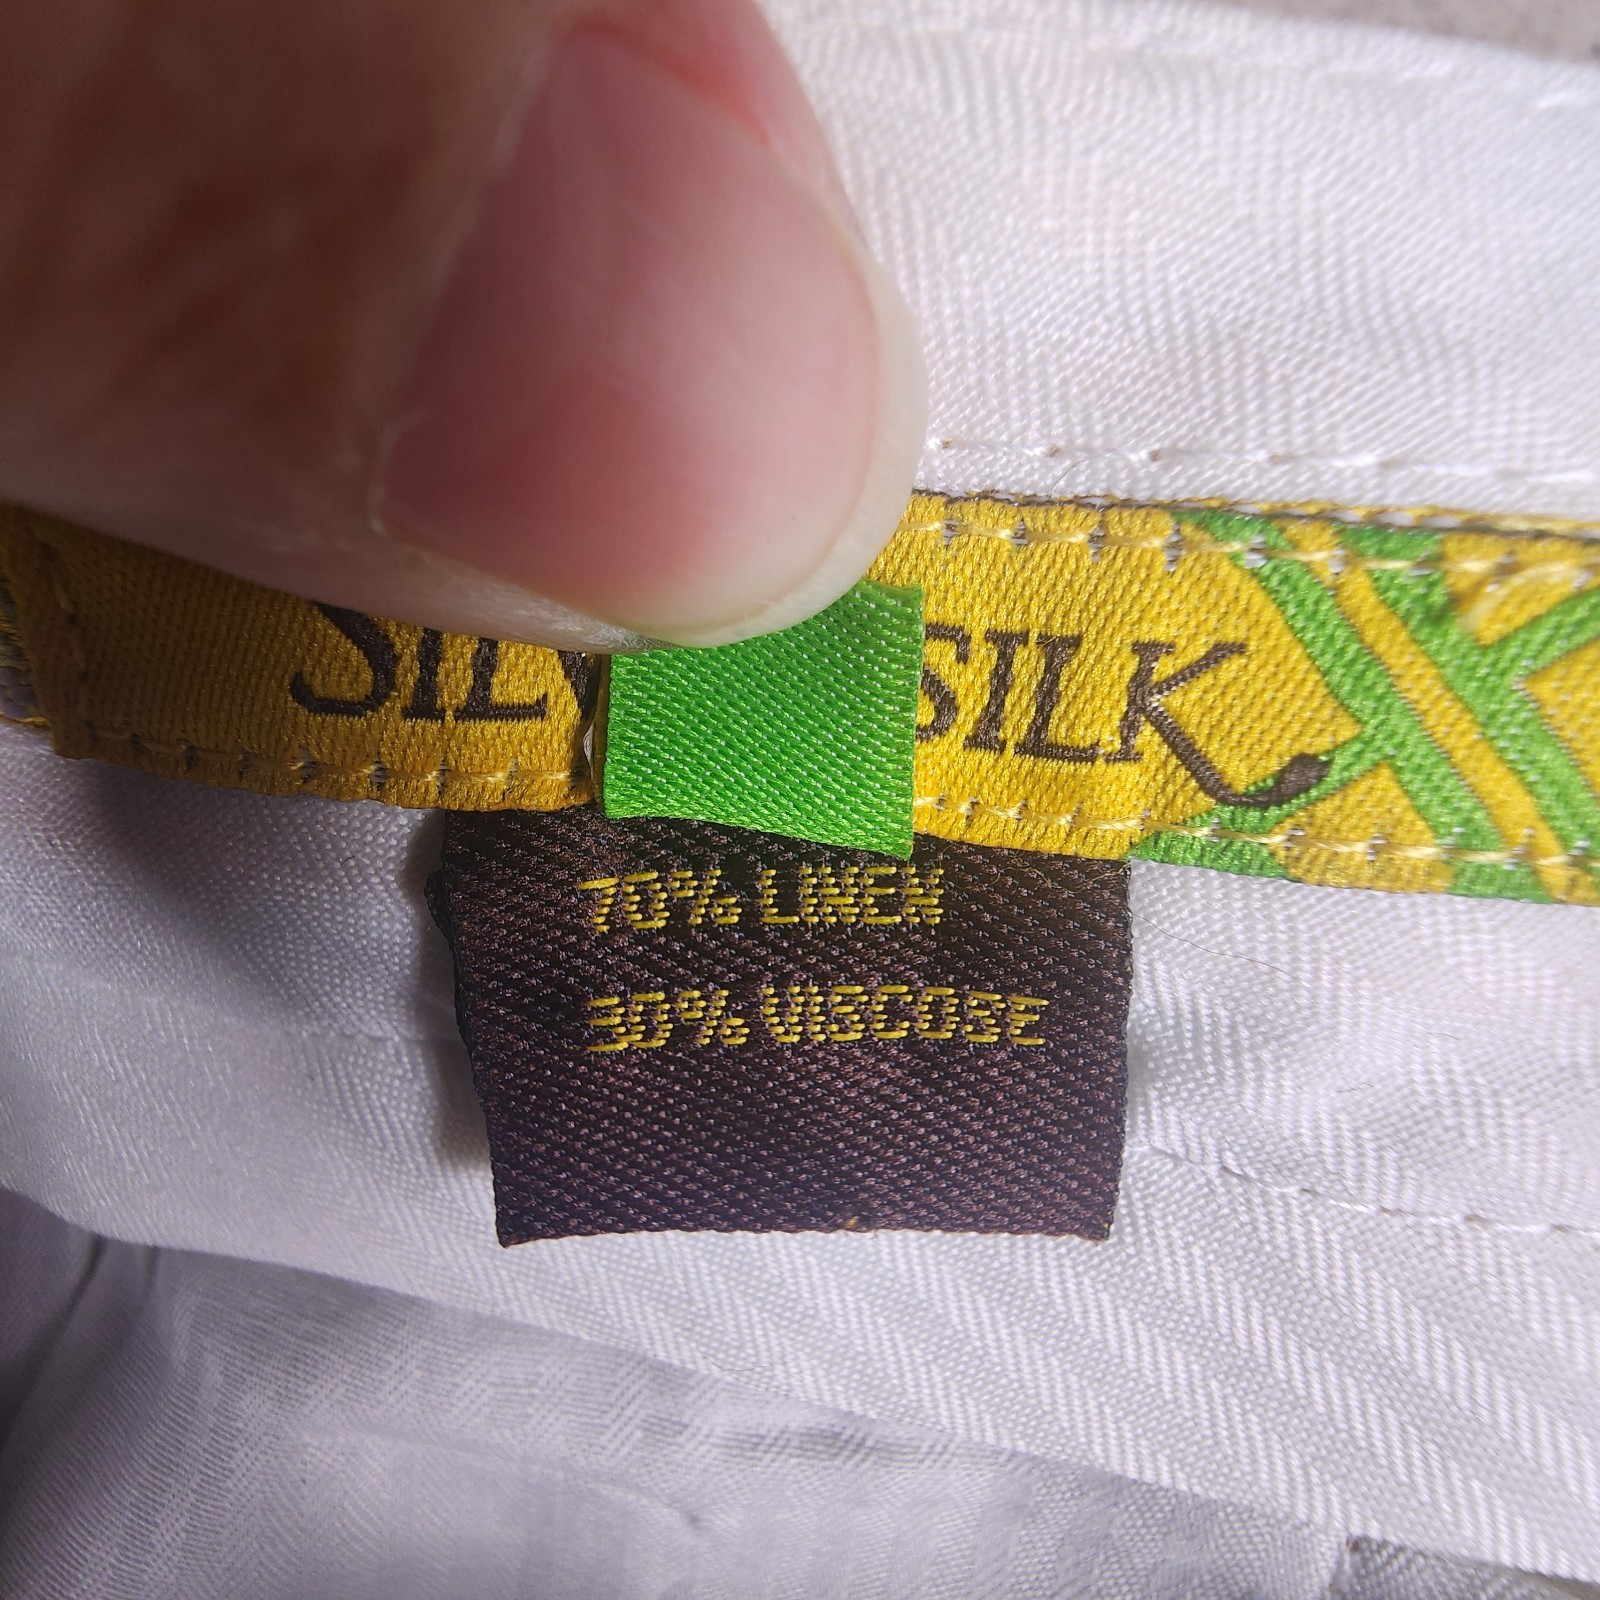 SILK
70% LINEN
30% VISCOSE